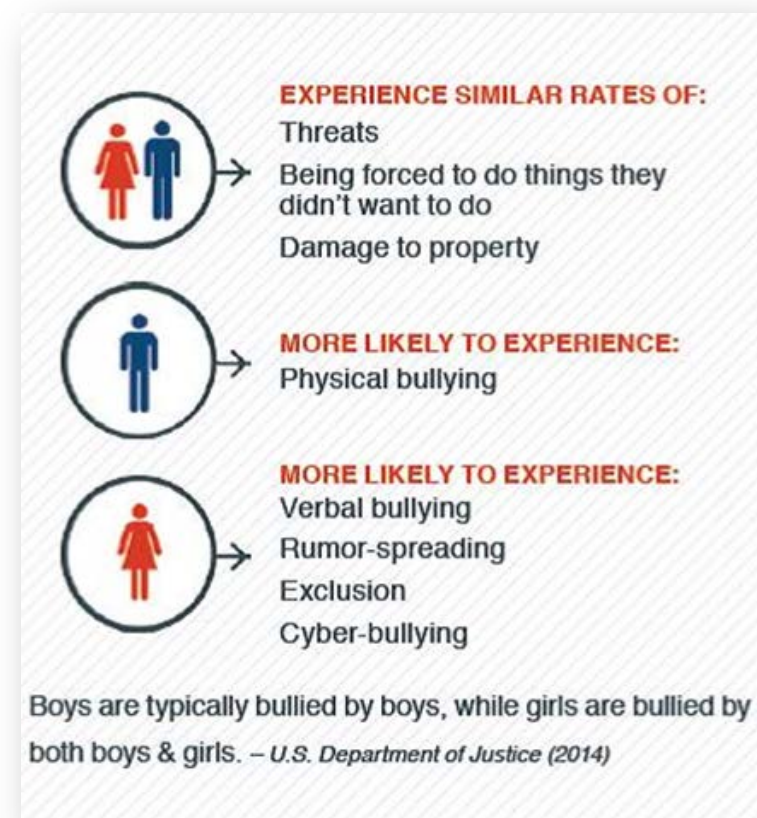 EXPERIENCE SIMILAR RATES OF:
Threats
Being forced to do things they
didn't want to do
Damage to property
MORE LIKELY TO EXPERIENCE:
Physical bullying
MORE LIKELY TO EXPERIENCE:
Verbal bullying
Rumor-spreading
Exclusion
Cyber-bullying
Boys are typically bullied by boys, while girls are bullied by
both boys & girls. – U.S. Department of Justice (2014)